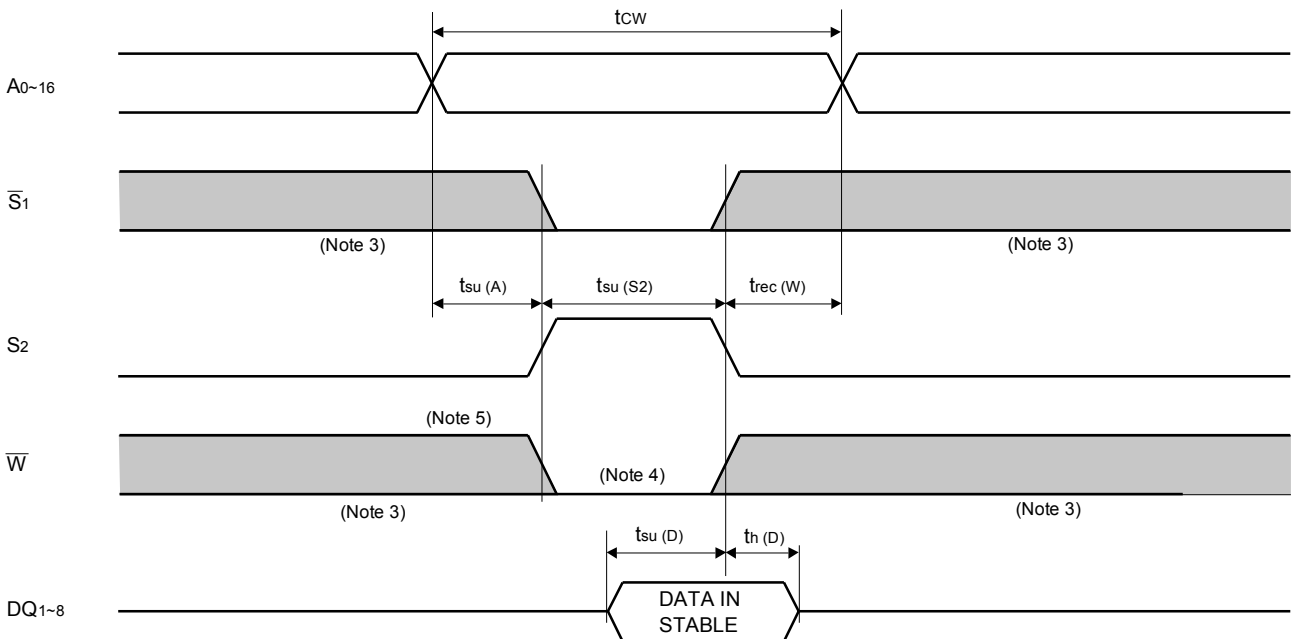 tCW
A0~16
S1
(Note 3) (Note 3)
tsu (A) tsu (S2) trec (W)
S2
(Note 5)
W
(Note 4)
(Note 3) (Note 3)
tsu (D) th (D)
DQ1~8
DATA IN
STABLE